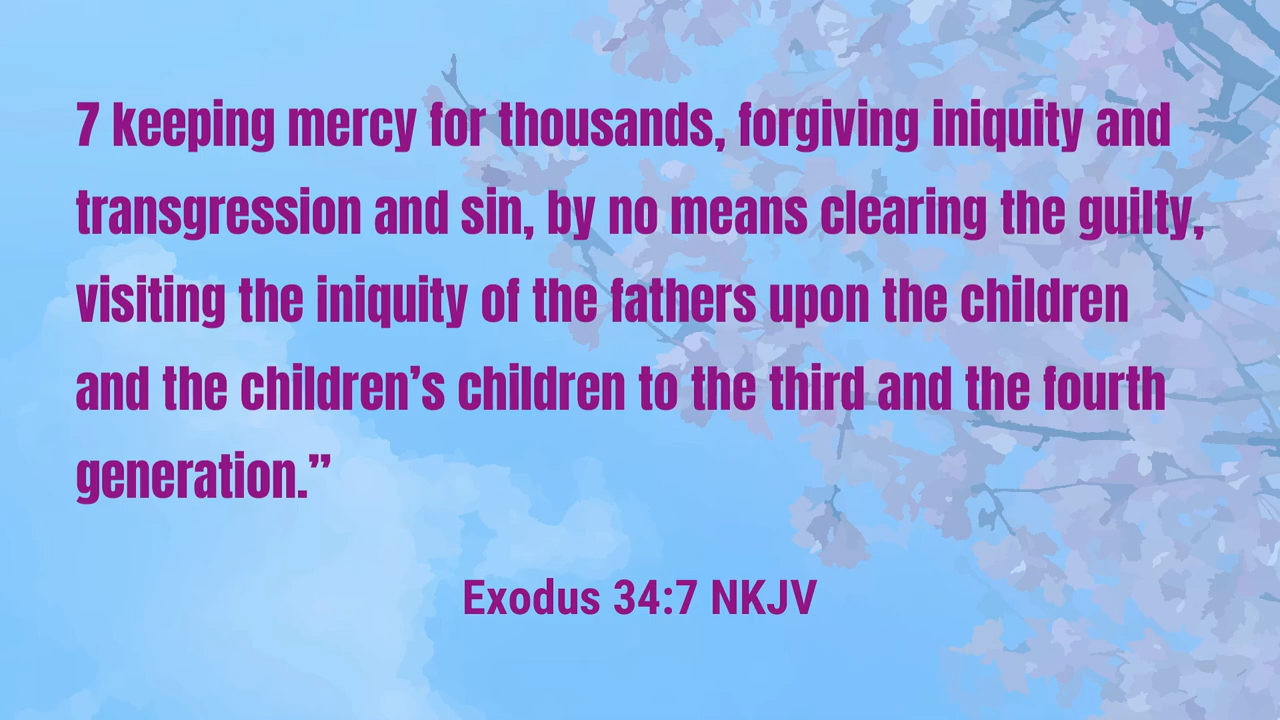 7 keeping mercy for thousands, forgiving iniquity and
transgression and sin, by no means clearing the guilty,
visiting the iniquity of the fathers upon the children
and the children’s children to the third and the fourth
generation.”
Exodus 34:7 NKJV